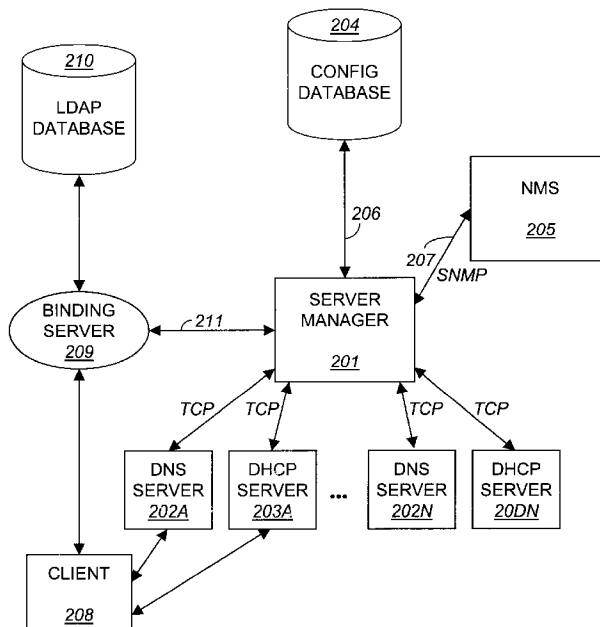 210
LDAP
DATABASE
204
CONFIG
DATABASE
206
NMS
205
207
SNMP
BINDING
SERVER
209
211
SERVER
MANAGER
201
TCP
TCP
TCP
TCP
DNS
SERVER
202A
DHCP
SERVER
203A
...
DNS
SERVER
202N
DHCP
SERVER
20DN
CLIENT
208